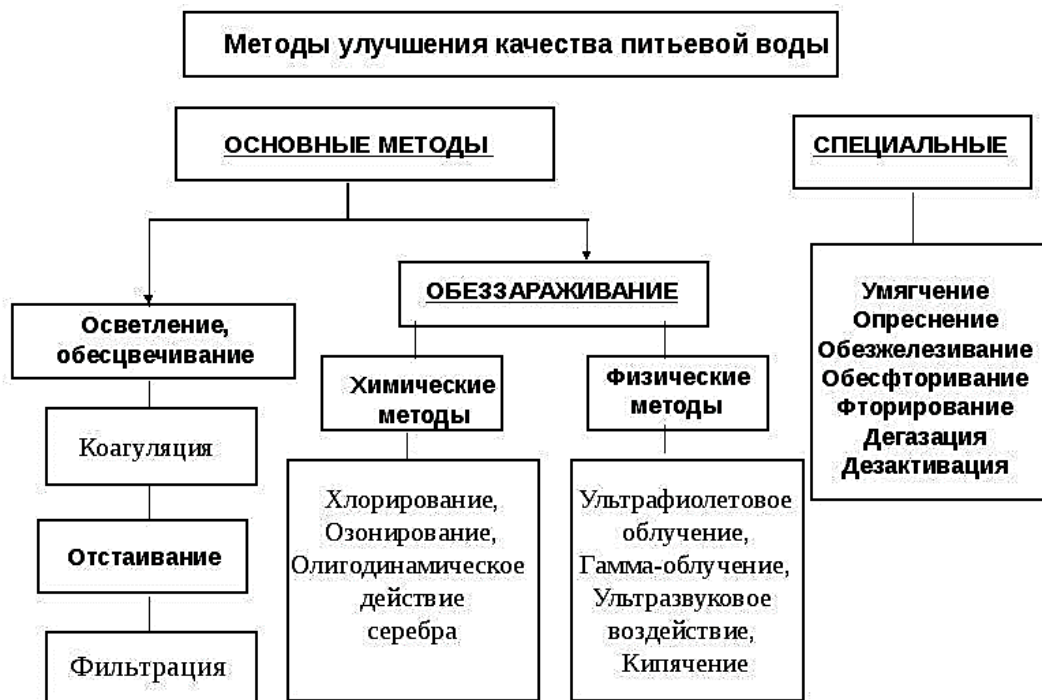 Методы улучшения качества питьевой воды
ОСНОВНЫЕ МЕТОДЫ
СПЕЦИАЛЬНЫЕ
ОБЕЗЗАРАЖИВАНИЕ
Осветление,
обесцвечивание
Химические
методы
Физические
методы
Умягчение
Опреснение
Обезжелезивание
Обесфторивание
Фторирование
Дегазация
Дезактивация
Коагуляция
Отстаивание
Фильтрация
Хлорирование,
Озонирование,
Олигодинамическое
действие
серебра
Ультрафиолетовое
облучение,
Гамма-облучение,
Ультразвуковое
воздействие,
Кипячение